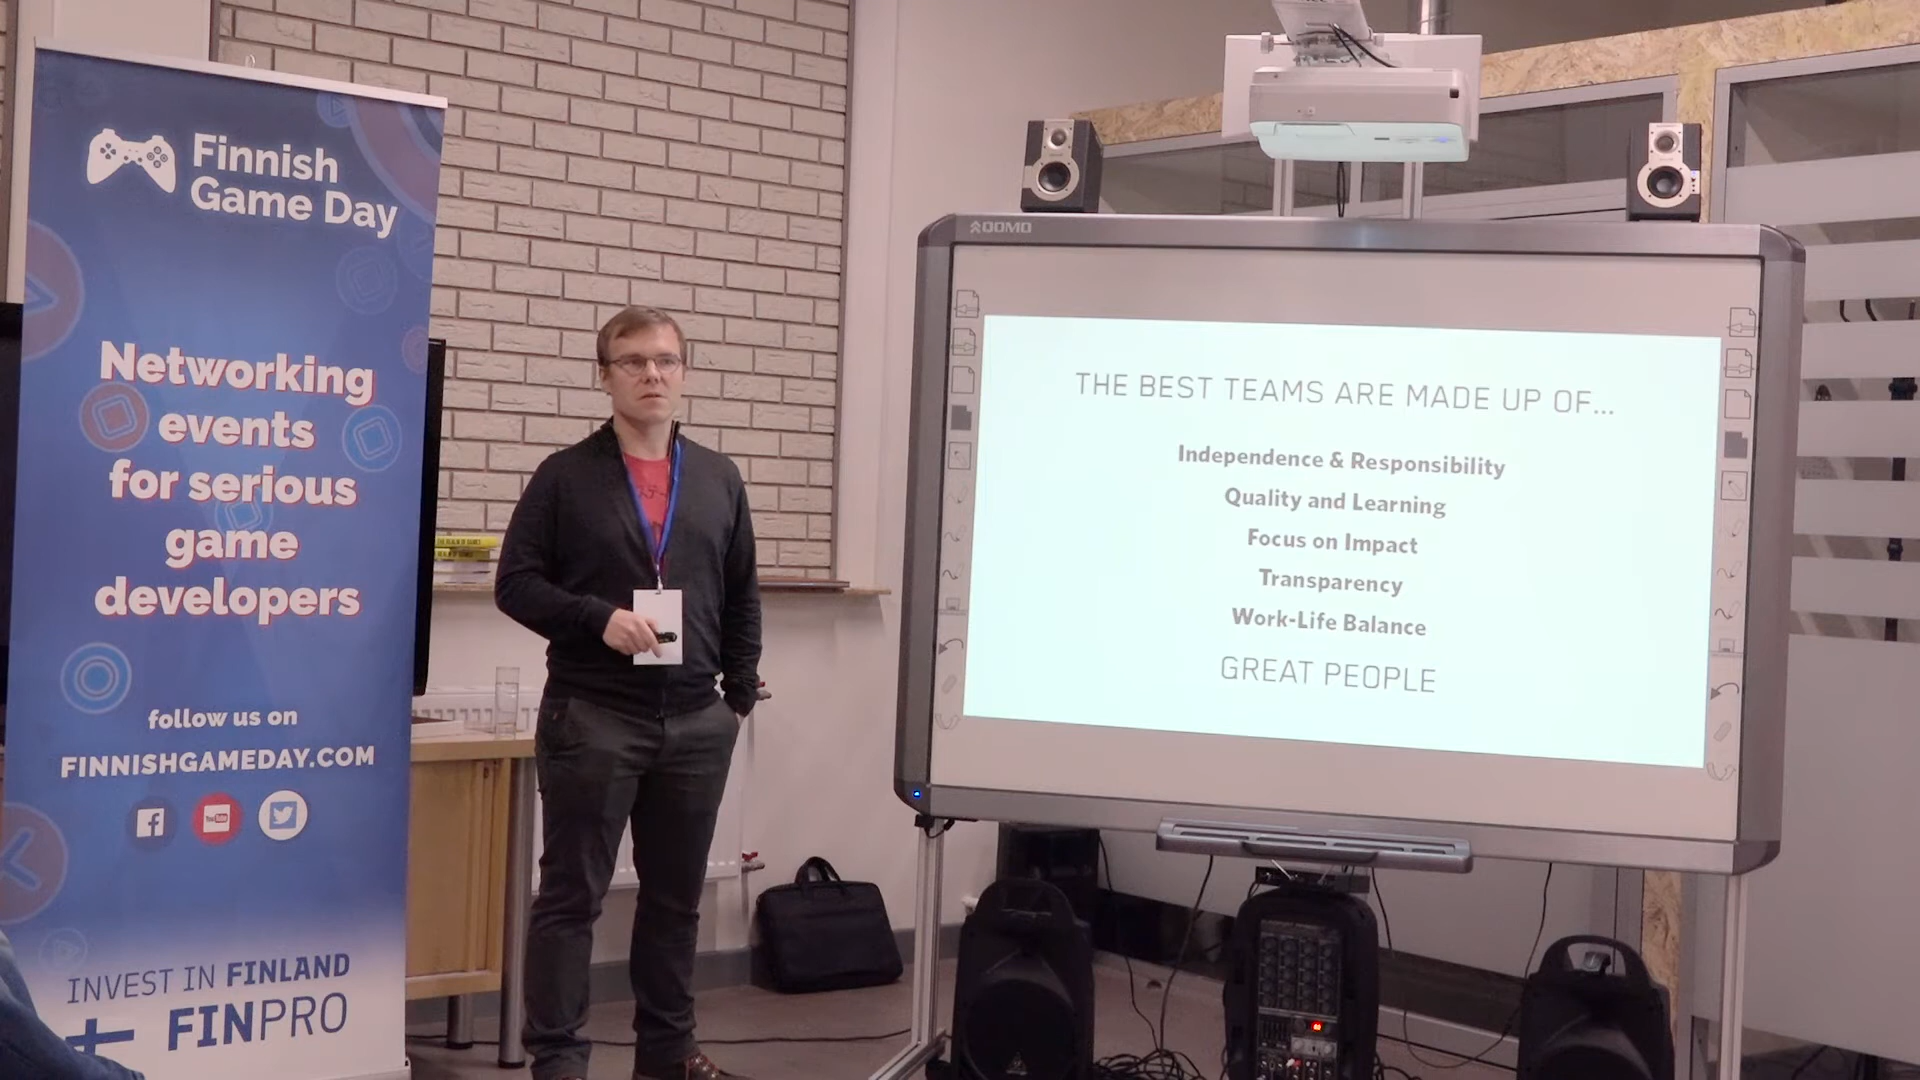 Finnish
Game Day
Networking
events
for serious
game
developers
follow us on
FINNISHGAMEDAY.COM
You Tube
INVEST IN FINLAND
FINPRO
QOMO
THE BEST TEAMS ARE MADE UP OF...
Independence & Responsibility
Quality and Learning
Focus on Impact
Transparency
Work-Life Balance
GREAT PEOPLE